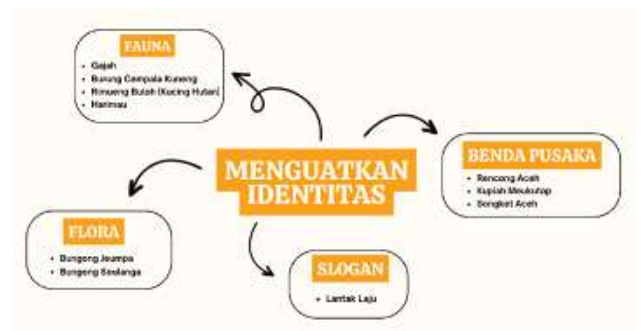 FAUNA
• Gajah
• Burung Cempala Kuneng
• Rimueng Buloh (Kucing Hutan)
• Harimau
MENGUATKAN
IDENTITAS
BENDA PUSAKA
• Rencong Aceh
• Kupiah Meukutop
• Songket Aceh
FLORA
• Bungong Jeumpa
• Bungong Seulanga
SLOGAN
• Lantak Laju